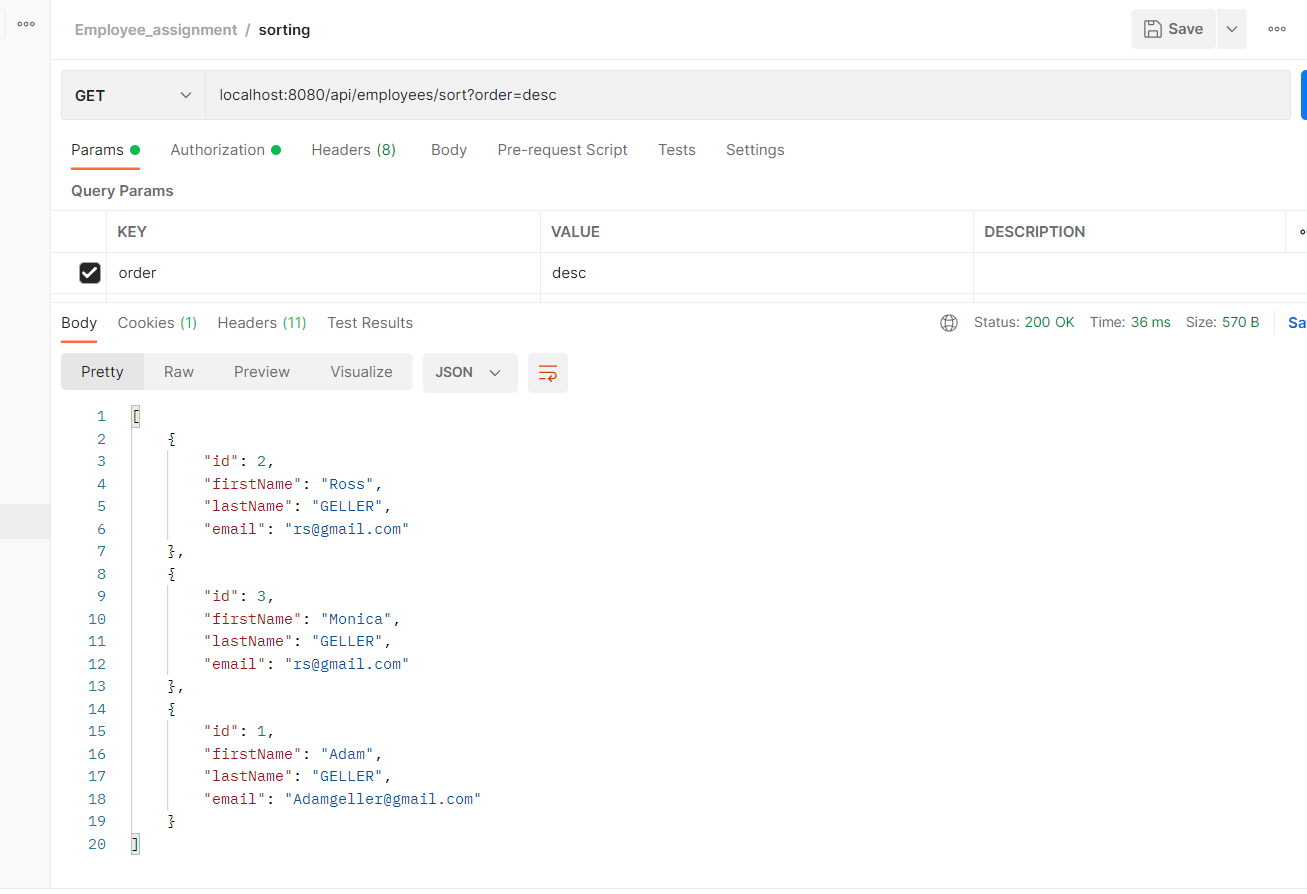 Employee_assignment / sorting
Save
GET
localhost:8080/api/employees/sort?order=desc
Params Authorization Headers (8) Body Pre-request Script Tests Settings
Query Params
KEY VALUE DESCRIPTION
order desc
Body Cookies (1) Headers (11) Test Results Status: 200 OK Time: 36 ms Size: 570 B Sa
Pretty Raw Preview Visualize JSON
1 [
2 {
3 "id": 2,
4 "firstName": "Ross",
5 "lastName": "GELLER",
6 "email": "rs@gmail.com"
7 },
8 {
9 "id": 3,
10 "firstName": "Monica",
11 "lastName": "GELLER",
12 "email": "rs@gmail.com"
13 },
14 {
15 "id": 1,
16 "firstName": "Adam",
17 "lastName": "GELLER",
18 "email": "Adamgeller@gmail.com"
19 }
20 ]